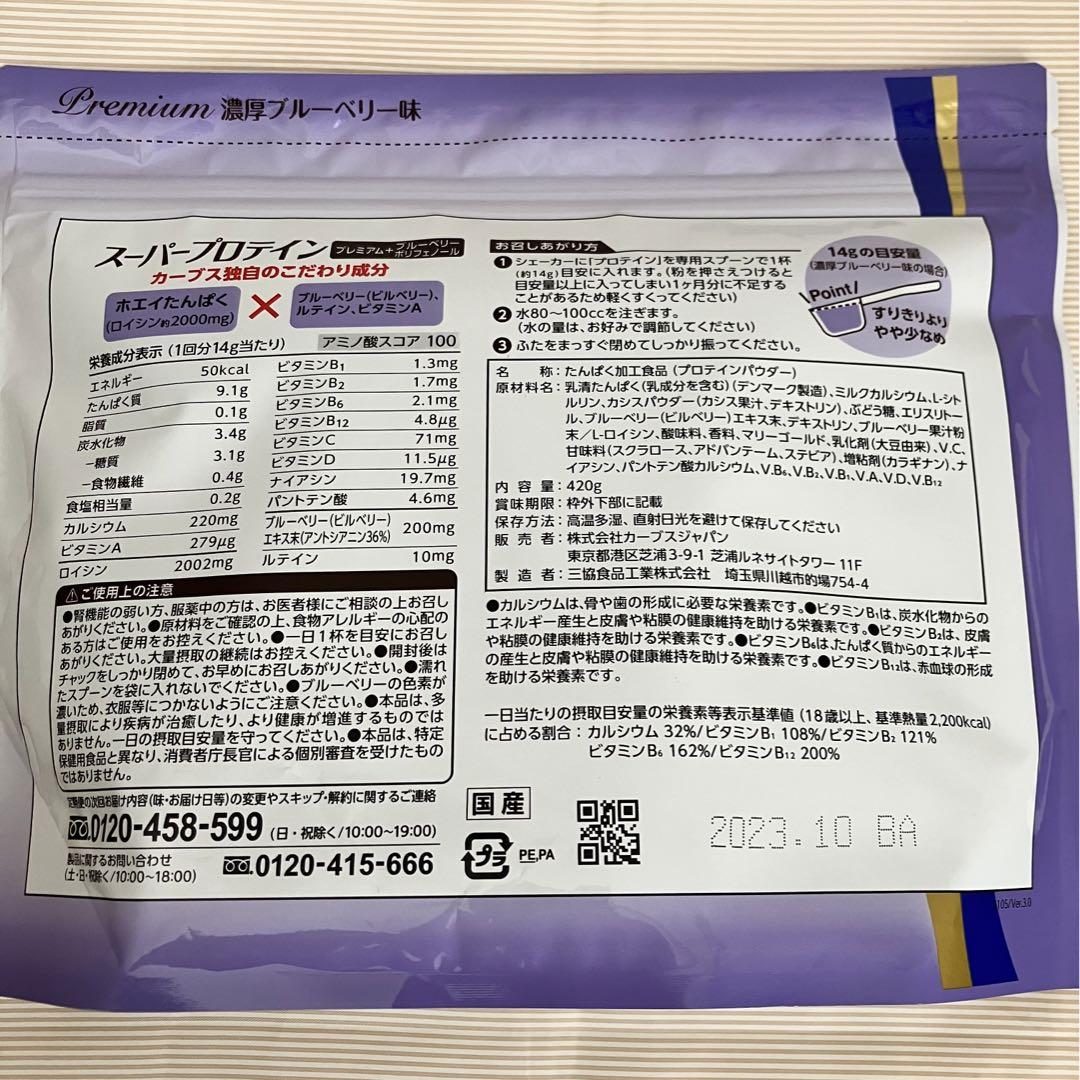 Premium 濃厚ブルーベリー味
スーパープロテイン プレミアム+ブルーベリーポリフェノール
カーブス独自のこだわり成分
ホエイたんぱく
(ロイシン約2000mg)
×
ブルーベリー(ビルベリー)、
ルテイン、ビタミンA
栄養成分表示 (1回分14g当たり)
アミノ酸スコア 100
エネルギー 50kcal
たんぱく質 9.1g
脂質 0.1g
炭水化物 3.4g
−糖質 3.1g
−食物繊維 0.4g
食塩相当量 0.2g
カルシウム 220mg
ビタミンA 279μg
ロイシン 2002mg
ビタミンB1 1.3mg
ビタミンB2 1.7mg
ビタミンB6 2.1mg
ビタミンB12 4.8μg
ビタミンC 71mg
ビタミンD 11.5μg
ナイアシン 19.7mg
パントテン酸 4.6mg
ブルーベリー(ビルベリー)
エキス末(アントシアニン36%) 200mg
ルテイン 10mg
⚠ご使用上の注意
●腎機能の弱い方、服薬中の方は、お医者様にご相談の上お召し
あがりください。●原材料をご確認の上、食物アレルギーの心配の
ある方はご使用をお控えください。●一日1杯を目安にお召し
あがりください。大量摂取の継続はお控えください。●開封後は
チャックをしっかり閉めて、お早めにお召しあがりください。●濡れ
たスプーンを袋に入れないでください。●ブルーベリーの色素が
濃いため、衣服等につかないようにご注意ください。●本品は、多
量摂取により疾病が治癒したり、より健康が増進するものでは
ありません。一日の摂取目安量を守ってください。●本品は、特定
保健用食品と異なり、消費者庁長官による個別審査を受けたもの
ではありません。
定期便の次回お届け内容(味・お届け日等)の変更やスキップ・解約に関するご連絡
0120-458-599 (日・祝除く/10:00~19:00)
製品に関するお問い合わせ
(土・日・祝除く/10:00~18:00)
0120-415-666
お召しあがり方
❶ シェーカーに[プロテイン]を専用スプーンで1杯
(約14g)目安に入れます。(粉を押さえつけると
目安量以上に入ってしまい1ヶ月分に不足する
ことがあるため軽くすくってください)
❷ 水80~100ccを注ぎます。
(水の量は、お好みで調節してください)
❸ ふたをまっすぐ閉めてしっかり振ってください。
14gの目安量
(濃厚ブルーベリー味の場合)
Point!
すりきりより
やや少なめ
名 称:たんぱく加工食品(プロテインパウダー)
原材料名:乳清たんぱく(乳成分を含む)(デンマーク製造)、ミルクカルシウム、L-シト
ルリン、カシスパウダー(カシス果汁、デキストリン)、ぶどう糖、エリスリトー
ル、ブルーベリー(ビルベリー)エキス末、デキストリン、ブルーベリー果汁粉
末/L-ロイシン、酸味料、香料、マリーゴールド、乳化剤(大豆由来)、V.C、
甘味料(スクラロース、アドバンテーム、ステビア)、増粘剤(カラギナン)、ナ
イアシン、パントテン酸カルシウム、V.B6、V.B2、V.B1、V.A、V.D、V.B12
内 容 量:420g
賞味期限:枠外下部に記載
保存方法:高温多湿、直射日光を避けて保存してください
販 売 者:株式会社カーブスジャパン
東京都港区芝浦3-9-1 芝浦ルネサイトタワー 11F
製 造 者:三協食品工業株式会社 埼玉県川越市的場754-4
●カルシウムは、骨や歯の形成に必要な栄養素です。●ビタミンB1は、炭水化物からの
エネルギー産生と皮膚や粘膜の健康維持を助ける栄養素です。●ビタミンB2は、皮膚
や粘膜の健康維持を助ける栄養素です。●ビタミンB6は、たんぱく質からのエネルギー
の産生と皮膚や粘膜の健康維持を助ける栄養素です。●ビタミンB12は、赤血球の形成
を助ける栄養素です。
一日当たりの摂取目安量の栄養素等表示基準値 (18歳以上、基準熱量2,200kcal)
に占める割合:カルシウム 32%/ビタミンB1 108%/ビタミンB2 121%
ビタミンB6 162%/ビタミンB12 200%
国産
プラ
PE,PA
2023.10 BA
105/Ver.3.0